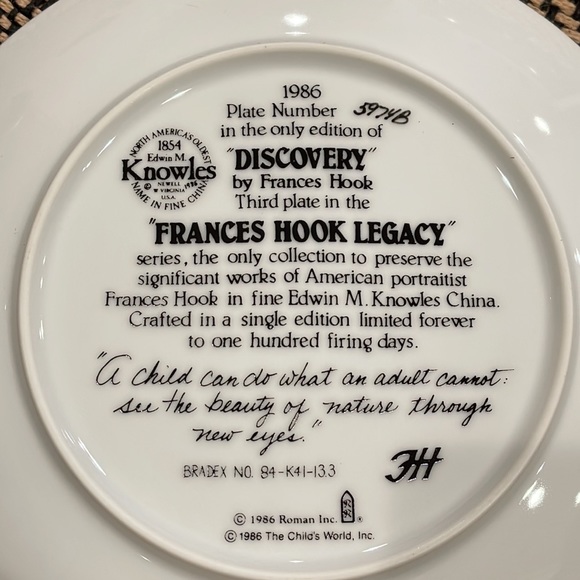 1986
Plate Number 5974B
in the only edition of
"DISCOVERY"
by Frances Hook
Third plate in the
"FRANCES HOOK LEGACY"
series, the only collection to preserve the
significant works of American portraitist
Frances Hook in fine Edwin M. Knowles China.
Crafted in a single edition limited forever
to one hundred firing days.
"A child can do what an adult cannot:
see the beauty of nature through
new eyes."
FH
BRADEX NO. 84-K41-13.3
© 1986 Roman Inc. ®
© 1986 The Child's World, Inc.
NORTH AMERICA'S OLDEST
1854
Edwin M.
Knowles
NEWELL
W VIRGINIA
U.S.A.
© 1986
NAME IN FINE CHINA